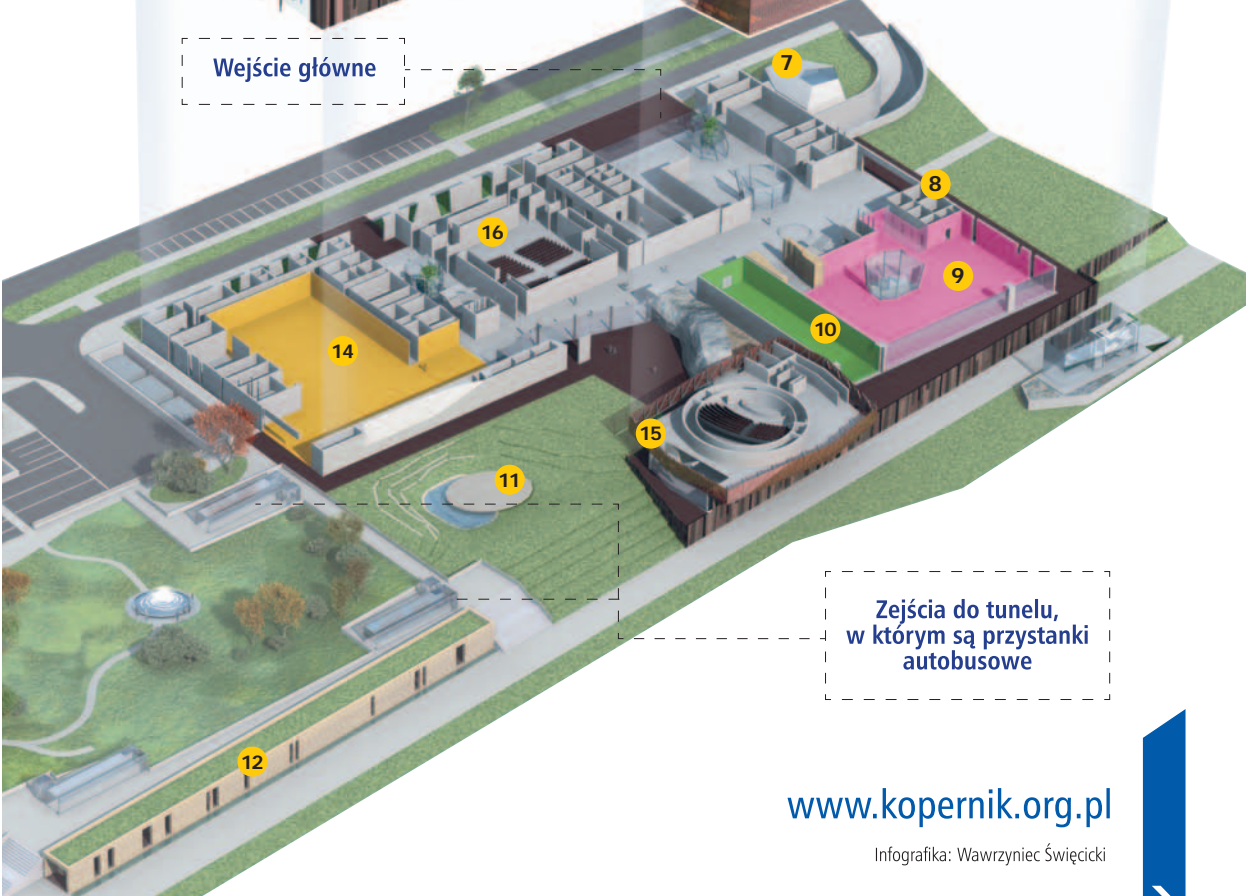 Wejście główne
7
8
16
9
10
14
15
11
Zejścia do tunelu,
w którym są przystanki
autobusowe
12
www.kopernik.org.pl
Infografika: Wawrzyniec Święcicki